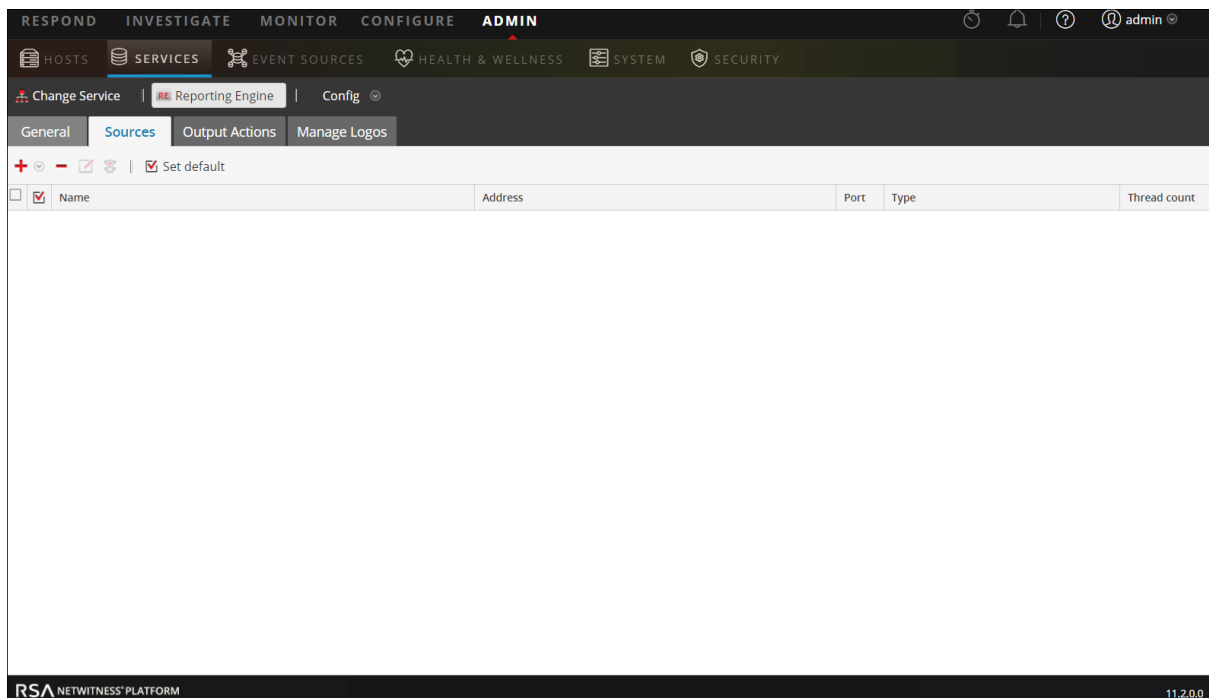 RESPOND INVESTIGATE MONITOR CONFIGURE ADMIN admin
HOSTS SERVICES EVENT SOURCES HEALTH & WELLNESS SYSTEM SECURITY
Change Service | RE Reporting Engine | Config
General Sources Output Actions Manage Logos
Set default
Name Address Port Type Thread count
RSA NETWITNESS® PLATFORM 11.2.0.0